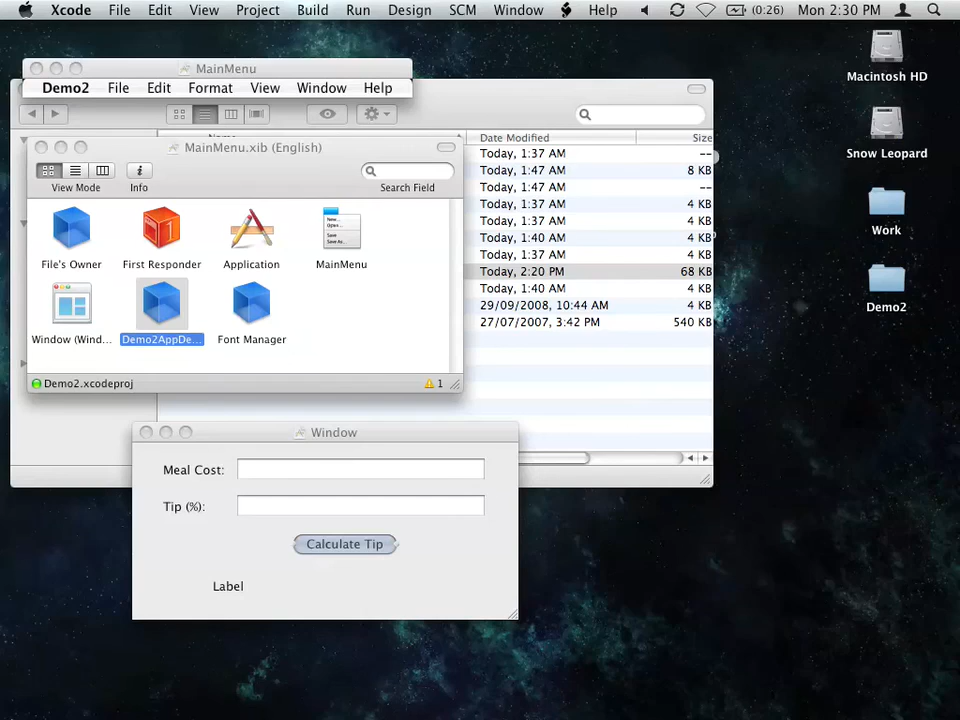 Xcode File Edit View Project Build Run Design SCM Window Help (0:26) Mon 2:30 PM
Macintosh HD
Snow Leopard
Work
Demo2
MainMenu
Demo2 File Edit Format View Window Help
Date Modified Size
Today, 1:37 AM --
Today, 1:47 AM 8 KB
Today, 1:47 AM --
Today, 1:37 AM 4 KB
Today, 1:37 AM 4 KB
Today, 1:40 AM 4 KB
Today, 1:37 AM 4 KB
Today, 2:20 PM 68 KB
Today, 1:40 AM 4 KB
29/09/2008, 10:44 AM 4 KB
27/07/2007, 3:42 PM 540 KB
MainMenu.xib (English)
View Mode Info Search Field
File's Owner First Responder Application MainMenu
Window (Wind... Demo2AppDe... Font Manager
Demo2.xcodeproj 1
Window
Meal Cost:
Tip (%):
Calculate Tip
Label